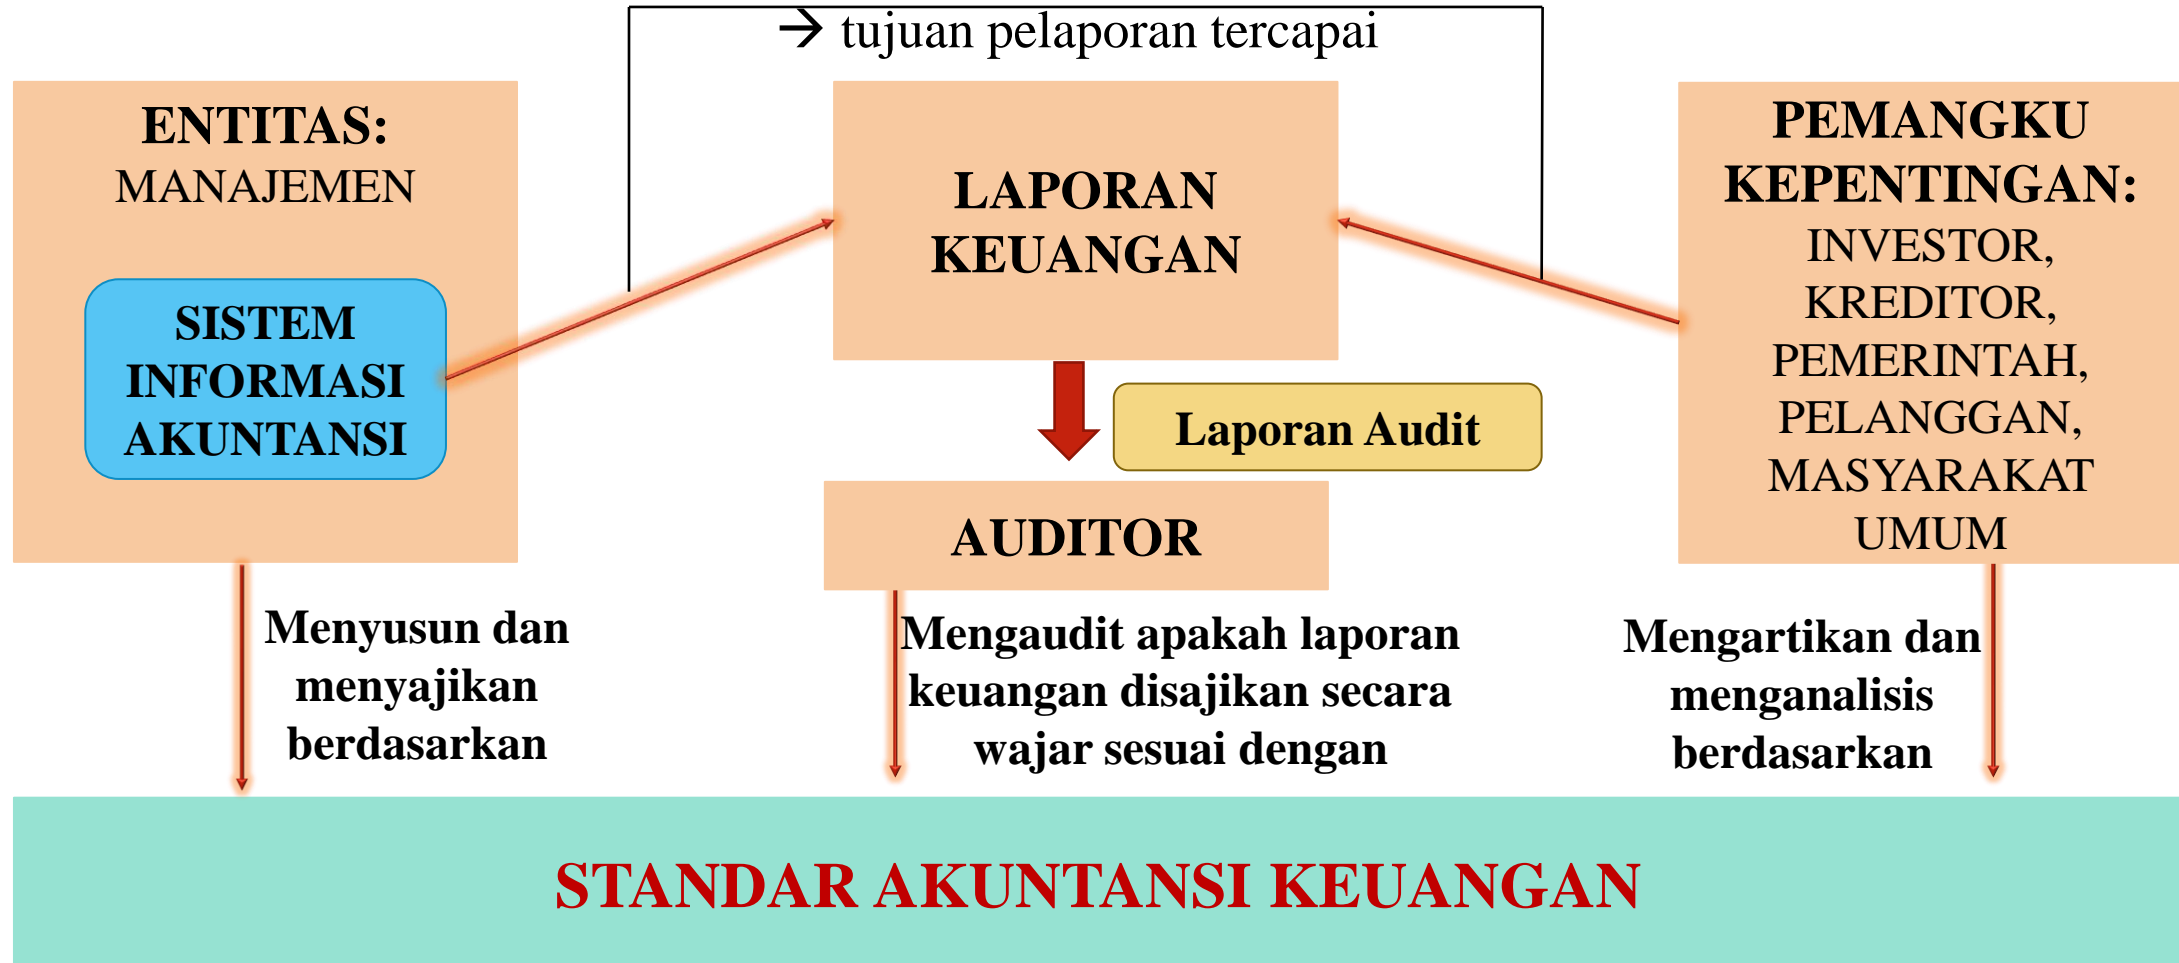 → tujuan pelaporan tercapai
ENTITAS:
MANAJEMEN
SISTEM
INFORMASI
AKUNTANSI
LAPORAN
KEUANGAN
PEMANGKU
KEPENTINGAN:
INVESTOR,
KREDITOR,
PEMERINTAH,
PELANGGAN,
MASYARAKAT
UMUM
Laporan Audit
AUDITOR
Menyusun dan
menyajikan
berdasarkan
Mengaudit apakah laporan
keuangan disajikan secara
wajar sesuai dengan
Mengartikan dan
menganalisis
berdasarkan
STANDAR AKUNTANSI KEUANGAN